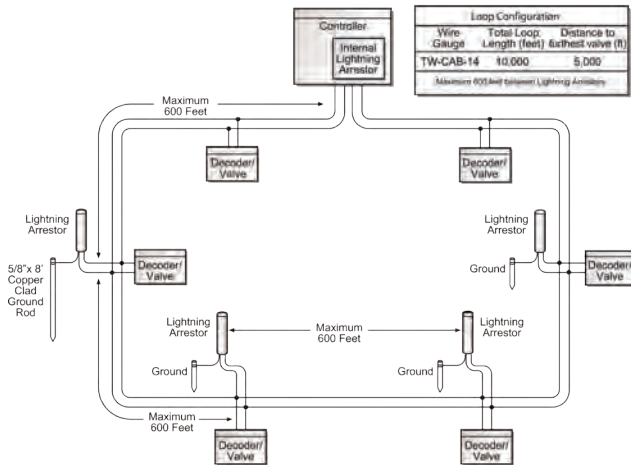 Controller
Internal
Lightning
Arrestor
Loop Configuration
Wire
Gauge
Total Loop
Length (feet)
Distance to
furthest valve (ft)
TW-CAB-14
10,000
5,000
Maximum 600 feet between Lightning Arrestors
Maximum
600 Feet
Decoder/
Valve
Decoder/
Valve
Lightning
Arrestor
5/8"x 8'
Copper
Clad
Ground
Rod
Decoder/
Valve
Lightning
Arrestor
Ground
Decoder/
Valve
Lightning
Arrestor
Ground
Maximum
600 Feet
Lightning
Arrestor
Ground
Maximum
600 Feet
Decoder/
Valve
Decoder/
Valve